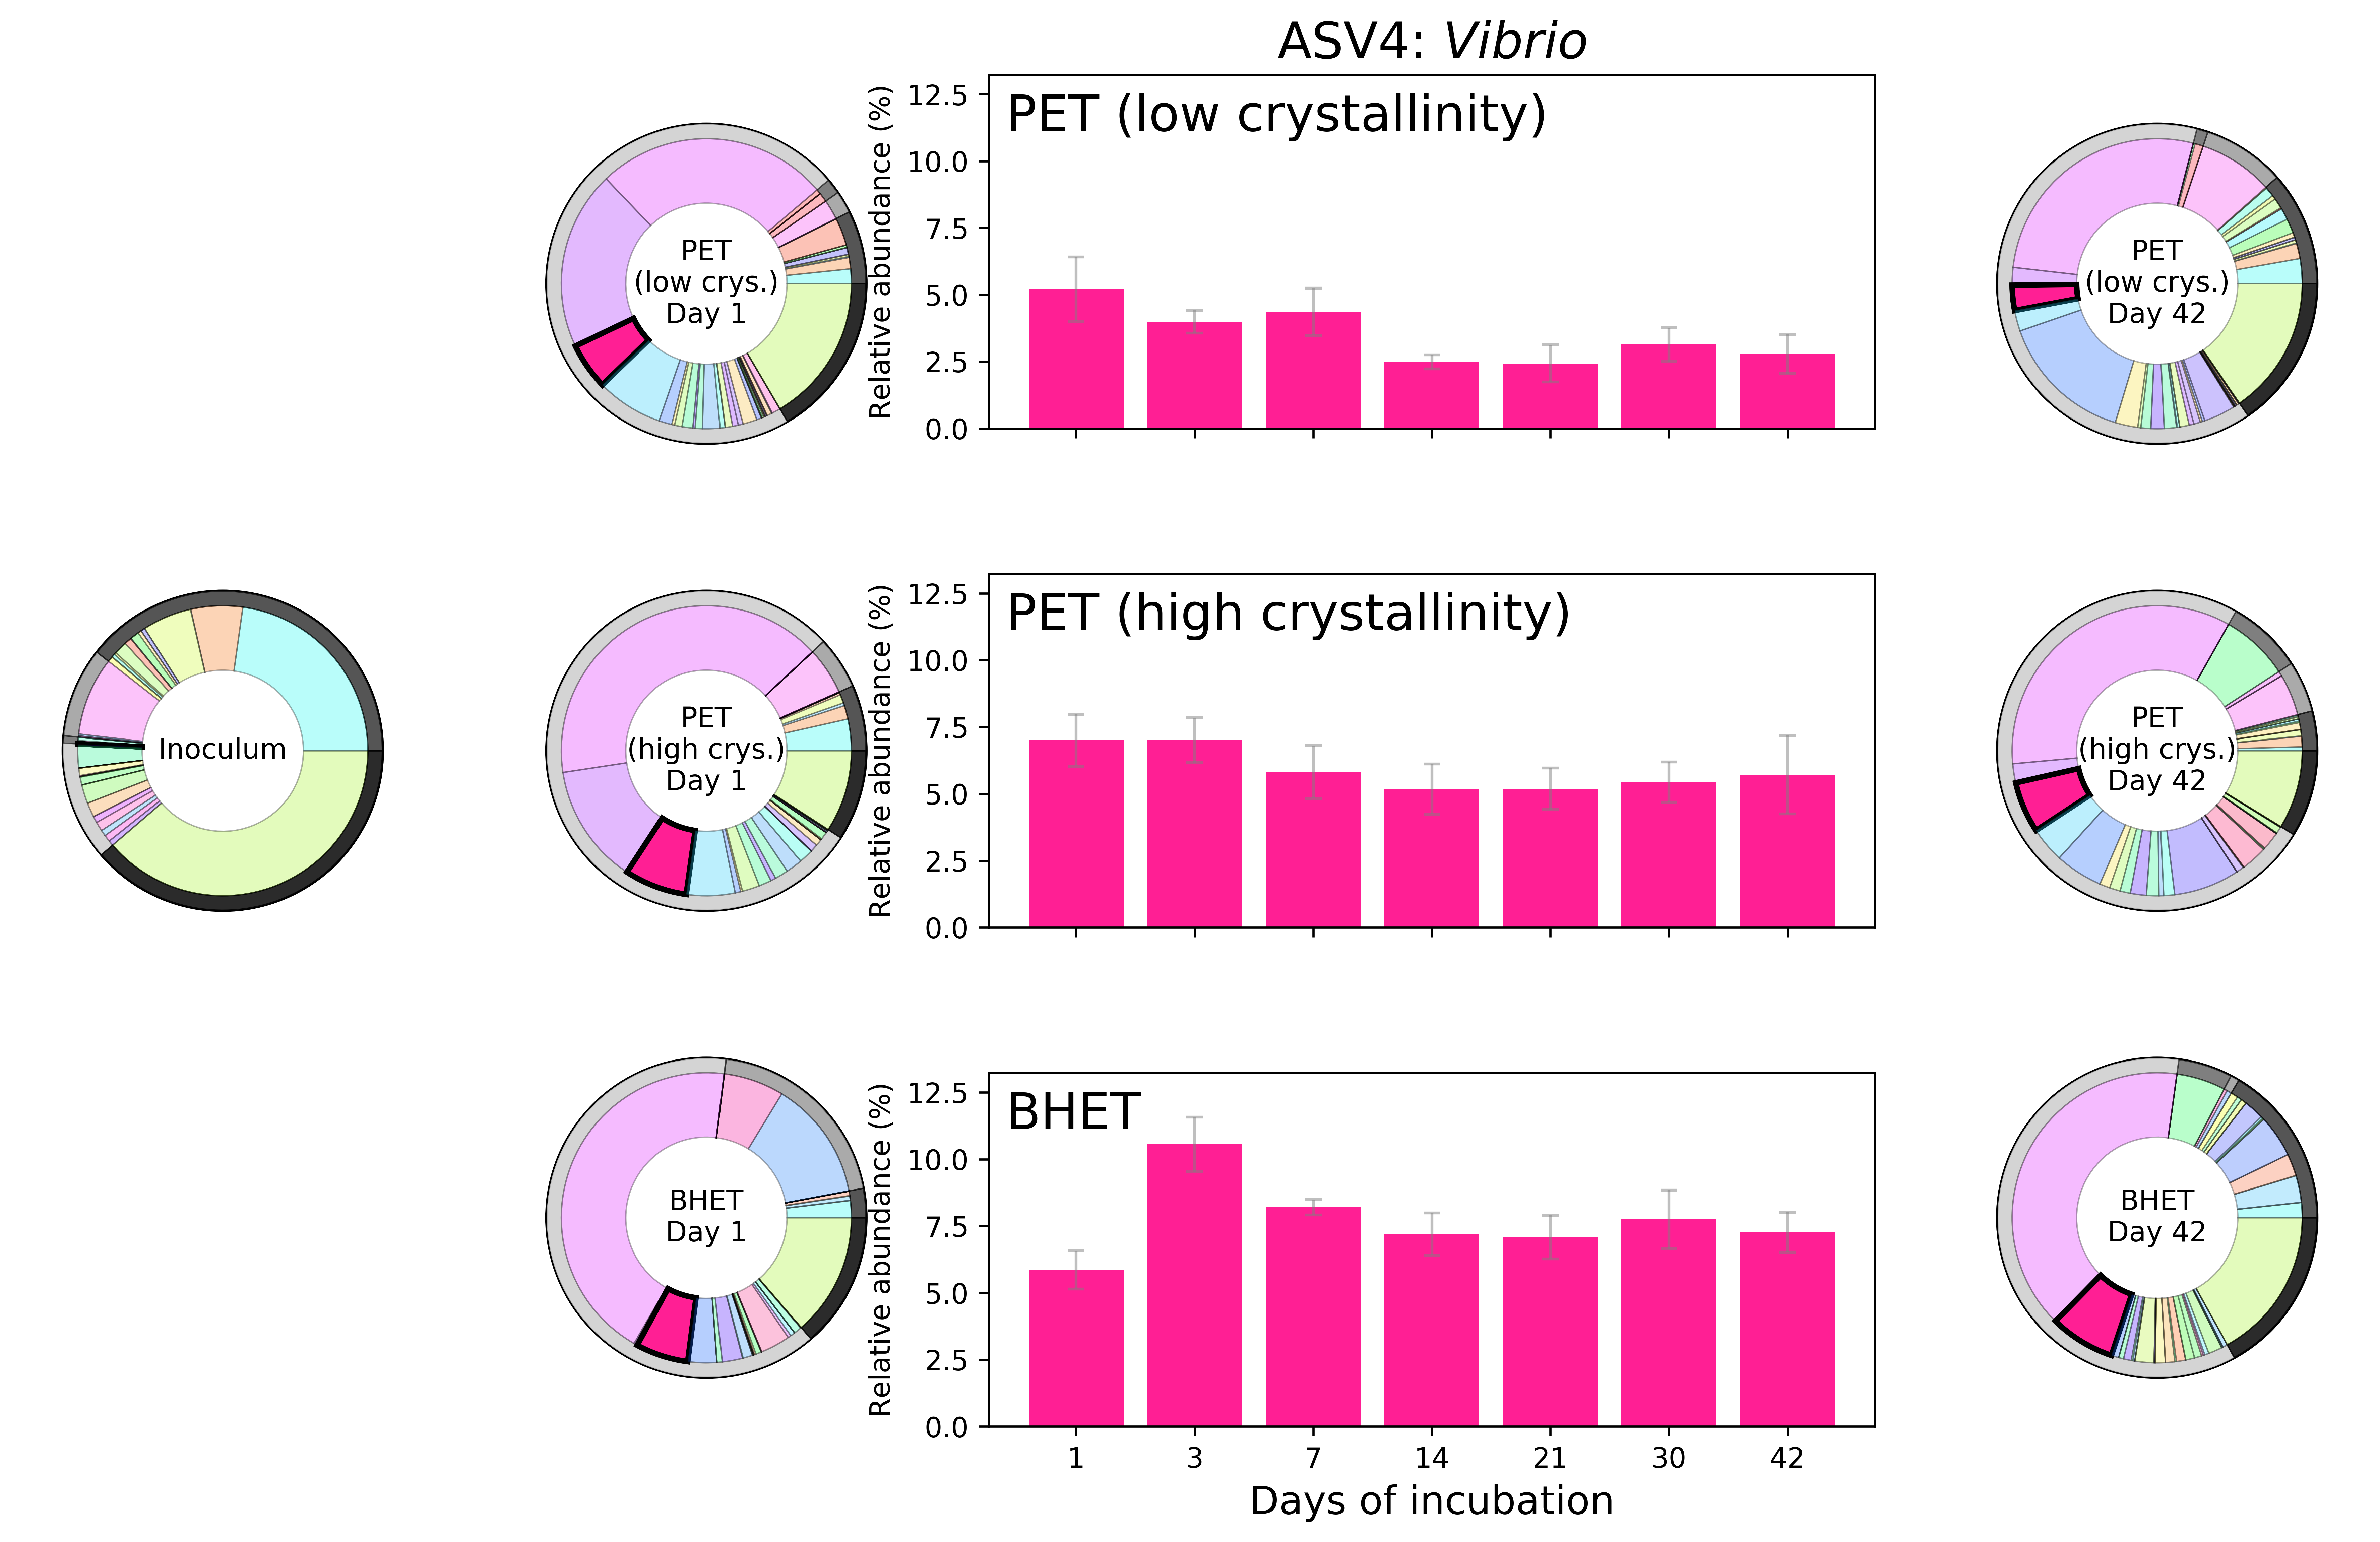 ASV4: Vibrio
PET (low crystallinity)
Relative abundance (%)
12.5
10.0
7.5
5.0
2.5
0.0
PET
(low crys.)
Day 1
PET
(low crys.)
Day 42
Inoculum
PET
(high crys.)
Day 1
PET (high crystallinity)
Relative abundance (%)
12.5
10.0
7.5
5.0
2.5
0.0
PET
(high crys.)
Day 42
BHET
Day 1
BHET
Relative abundance (%)
12.5
10.0
7.5
5.0
2.5
0.0
1 3 7 14 21 30 42
Days of incubation
BHET
Day 42